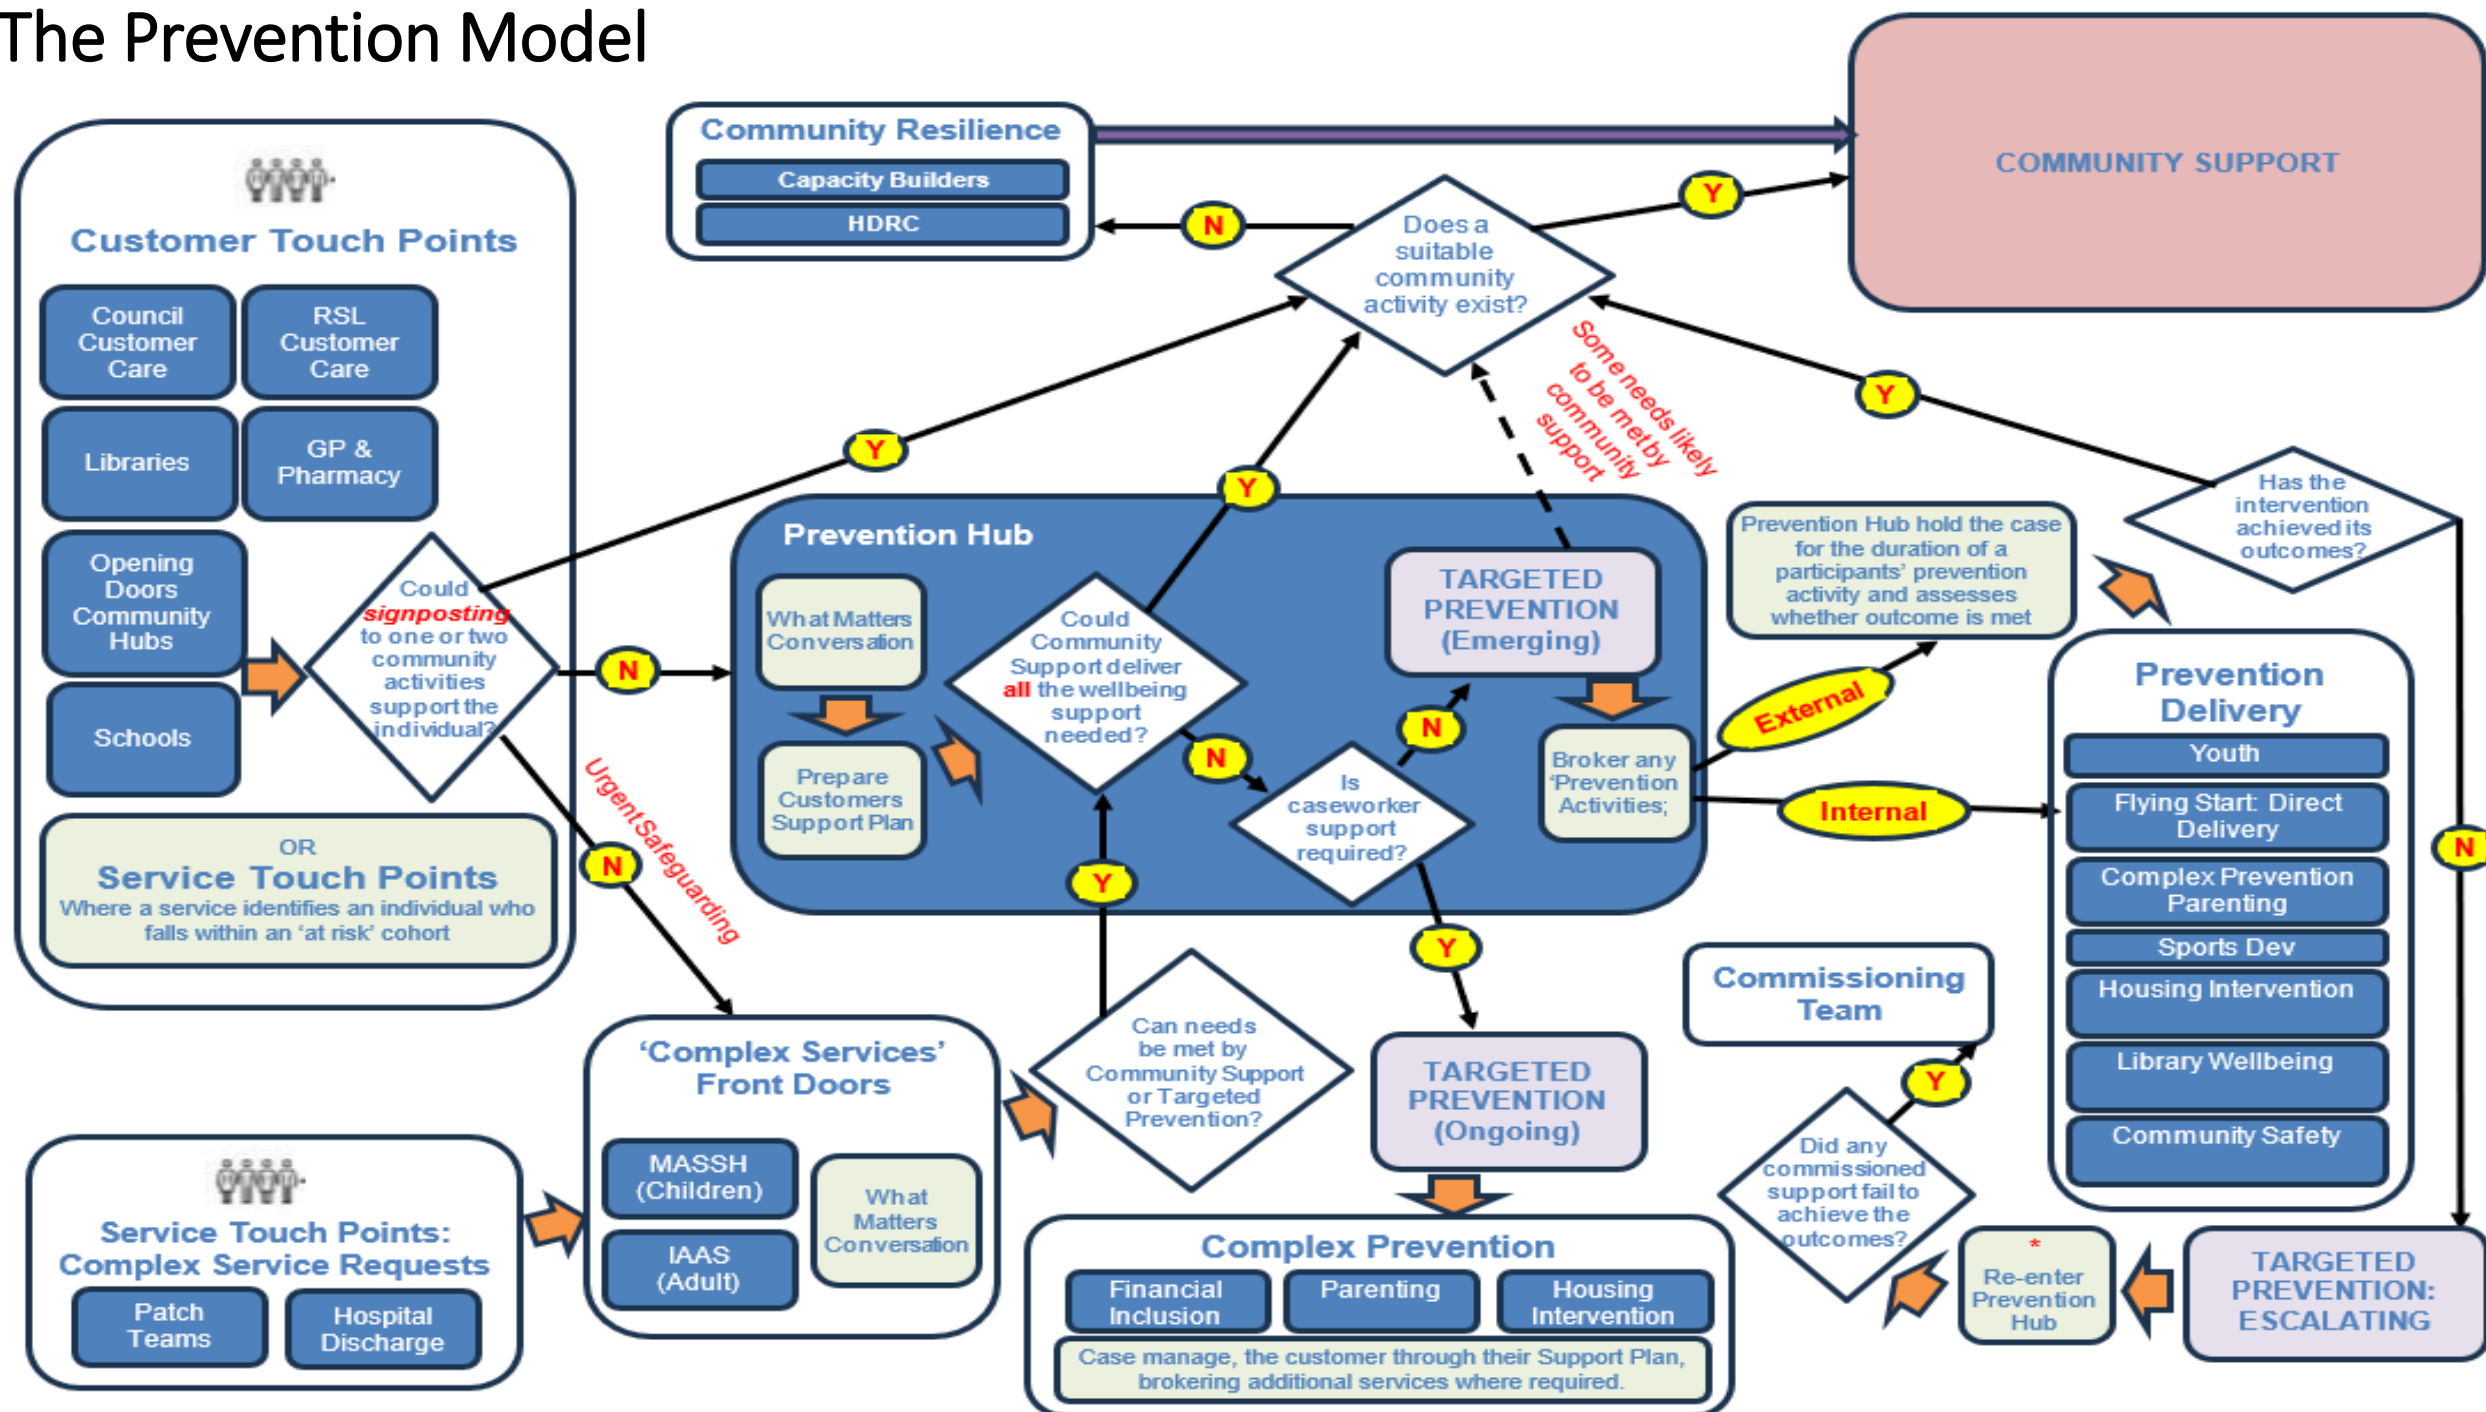 The Prevention Model
Customer Touch Points
Council
Customer
Care
RSL
Customer
Care
Libraries
GP &
Pharmacy
Opening
Doors
Community
Hubs
Schools
Could
signposting
to one or two
community
activities
support the
individual?
OR
Service Touch Points
Where a service identifies an individual who
falls within an ‘at risk’ cohort
Y
N
N
Urgent Safeguarding
Community Resilience
Capacity Builders
HDRC
N
Does a
suitable
community
activity exist?
Y
COMMUNITY SUPPORT
Some needs likely
to be met by
community
support
Y
Prevention Hub
What Matters
Conversation
Prepare
Customers
Support Plan
Could
Community
Support deliver
all the wellbeing
support
needed?
Y
N
Is
caseworker
support
required?
N
TARGETED
PREVENTION
(Emerging)
Broker any
‘Prevention
Activities;
External
Internal
Prevention Hub hold the case
for the duration of a
participants’ prevention
activity and assesses
whether outcome is met
Has the
intervention
achieved its
outcomes?
N
Prevention
Delivery
Youth
Flying Start: Direct
Delivery
Complex Prevention
Parenting
Sports Dev
Housing Intervention
Library Wellbeing
Community Safety
Service Touch Points:
Complex Service Requests
Patch
Teams
Hospital
Discharge
‘Complex Services’
Front Doors
MASSH
(Children)
IAAS
(Adult)
What
Matters
Conversation
Can needs
be met by
Community Support
or Targeted
Prevention?
Y
Y
TARGETED
PREVENTION
(Ongoing)
Complex Prevention
Financial
Inclusion
Parenting
Housing
Intervention
Case manage, the customer through their Support Plan,
brokering additional services where required.
Commissioning
Team
Y
Did any
commissioned
support fail to
achieve the
outcomes?
*
Re-enter
Prevention
Hub
TARGETED
PREVENTION:
ESCALATING